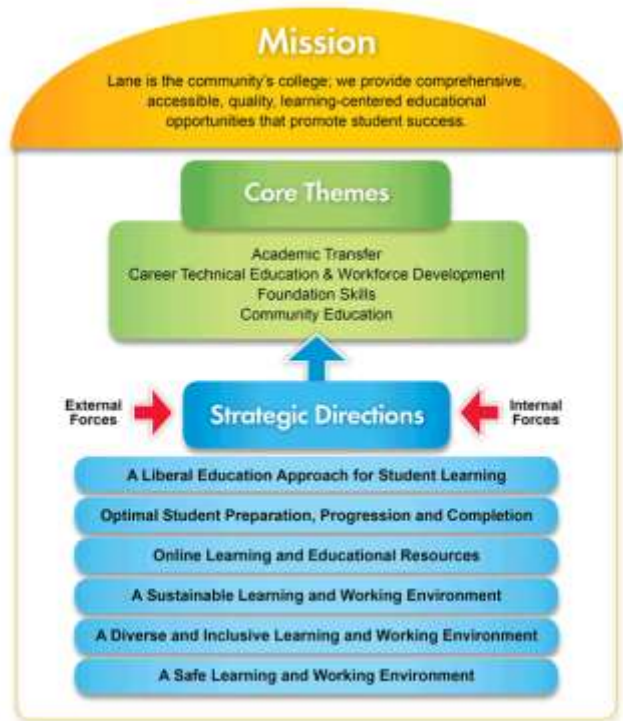 Mission
Lane is the community's college; we provide comprehensive,
accessible, quality, learning-centered educational
opportunities that promote student success.
Core Themes
Academic Transfer
Career Technical Education & Workforce Development
Foundation Skills
Community Education
External
Forces
Strategic Directions
Internal
Forces
A Liberal Education Approach for Student Learning
Optimal Student Preparation, Progression and Completion
Online Learning and Educational Resources
A Sustainable Learning and Working Environment
A Diverse and Inclusive Learning and Working Environment
A Safe Learning and Working Environment